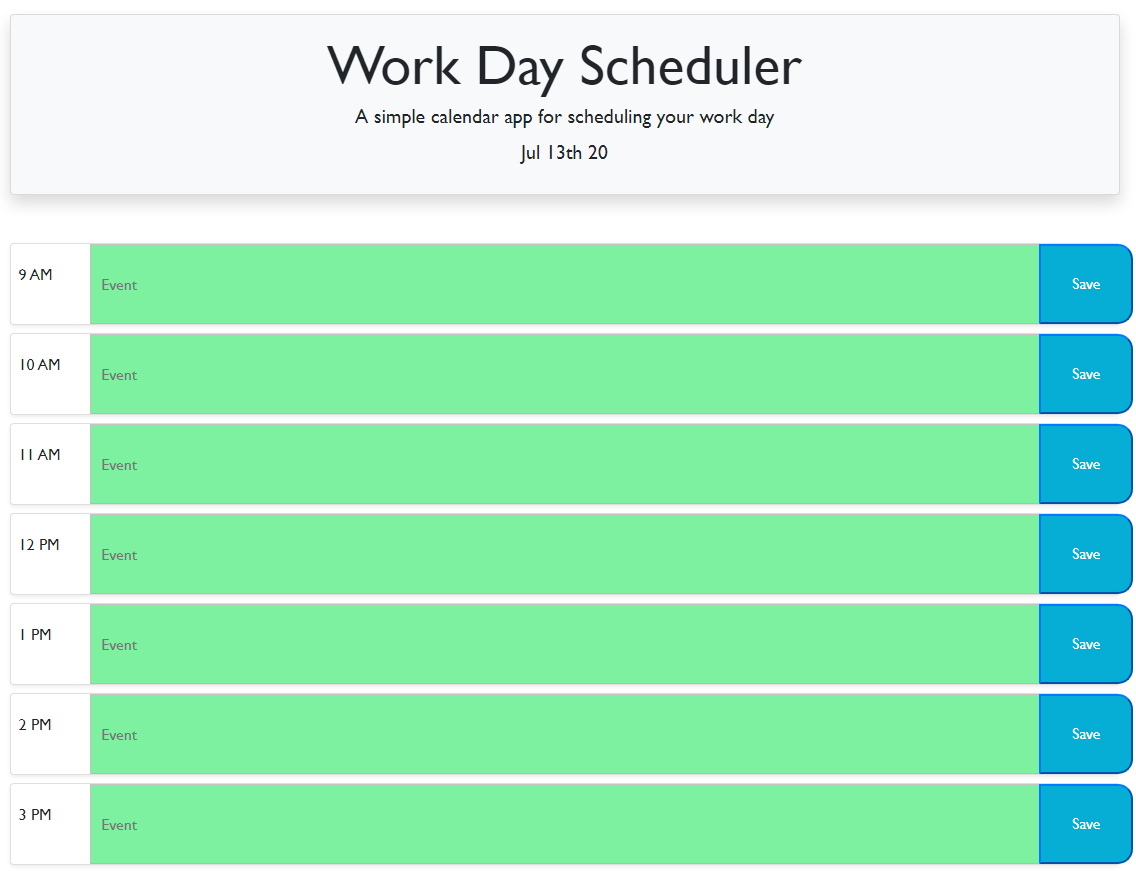 Work Day Scheduler
A simple calendar app for scheduling your work day
Jul 13th 20
9 AM
Event
Save
10 AM
Event
Save
11 AM
Event
Save
12 PM
Event
Save
1 PM
Event
Save
2 PM
Event
Save
3 PM
Event
Save